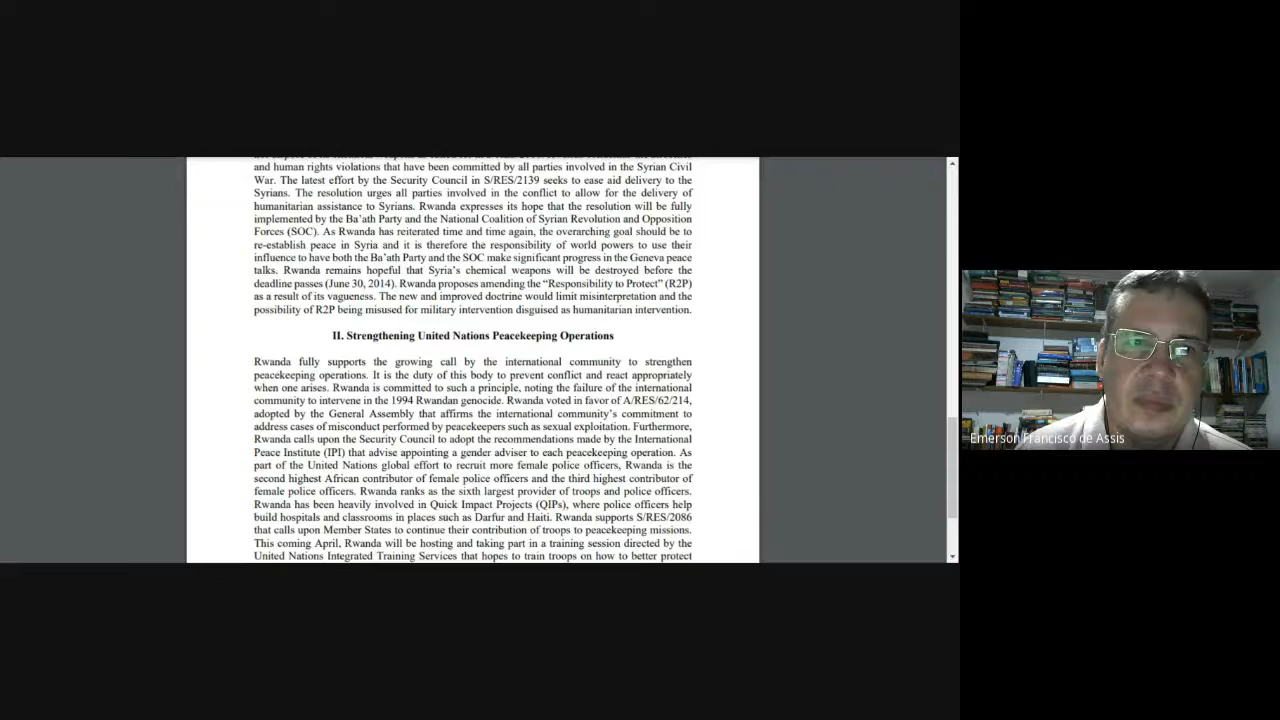 and human rights violations that have been committed by all parties involved in the Syrian Civil
War. The latest effort by the Security Council in S/RES/2139 seeks to ease aid delivery to the
Syrians. The resolution urges all parties involved in the conflict to allow for the delivery of
humanitarian assistance to Syrians. Rwanda expresses its hope that the resolution will be fully
implemented by the Ba’ath Party and the National Coalition of Syrian Revolution and Opposition
Forces (SOC). As Rwanda has reiterated time and time again, the overarching goal should be to
re-establish peace in Syria and it is therefore the responsibility of world powers to use their
influence to have both the Ba’ath Party and the SOC make significant progress in the Geneva peace
talks. Rwanda remains hopeful that Syria’s chemical weapons will be destroyed before the
deadline passes (June 30, 2014). Rwanda proposes amending the “Responsibility to Protect” (R2P)
as a result of its vagueness. The new and improved doctrine would limit misinterpretation and the
possibility of R2P being misused for military intervention disguised as humanitarian intervention.
II. Strengthening United Nations Peacekeeping Operations
Rwanda fully supports the growing call by the international community to strengthen
peacekeeping operations. It is the duty of this body to prevent conflict and react appropriately
when one arises. Rwanda is committed to such a principle, noting the failure of the international
community to intervene in the 1994 Rwandan genocide. Rwanda voted in favor of A/RES/62/214,
adopted by the General Assembly that affirms the international community’s commitment to
address cases of misconduct performed by peacekeepers such as sexual exploitation. Furthermore,
Rwanda calls upon the Security Council to adopt the recommendations made by the International
Peace Institute (IPI) that advise appointing a gender adviser to each peacekeeping operation. As
part of the United Nations global effort to recruit more female police officers, Rwanda is the
second highest African contributor of female police officers and the third highest contributor of
female police officers. Rwanda ranks as the sixth largest provider of troops and police officers.
Rwanda has been heavily involved in Quick Impact Projects (QIPs), where police officers help
build hospitals and classrooms in places such as Darfur and Haiti. Rwanda supports S/RES/2086
that calls upon Member States to continue their contribution of troops to peacekeeping missions.
This coming April, Rwanda will be hosting and taking part in a training session directed by the
United Nations Integrated Training Services that hopes to train troops on how to better protect
Emerson Francisco de Assis